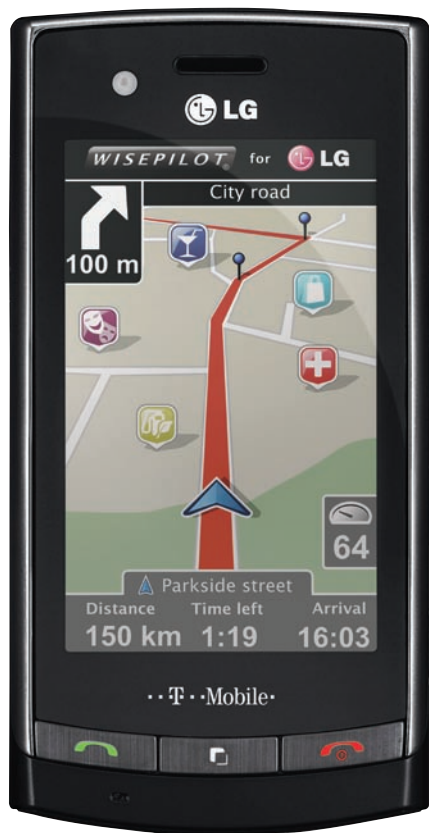 LG
WISEPILOT® for LG
City road
100 m
64
Parkside street
Distance Time left Arrival
150 km 1:19 16:03
T-Mobile